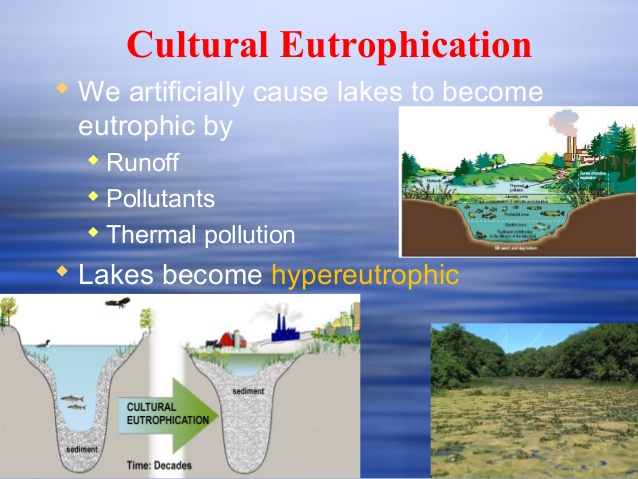 Cultural Eutrophication
We artificially cause lakes to become
eutrophic by
Runoff
Pollutants
Thermal pollution
Lakes become hypereutrophic
Thermal
pollution
sediment
CULTURAL
EUTROPHICATION
Time: Decades
sediment